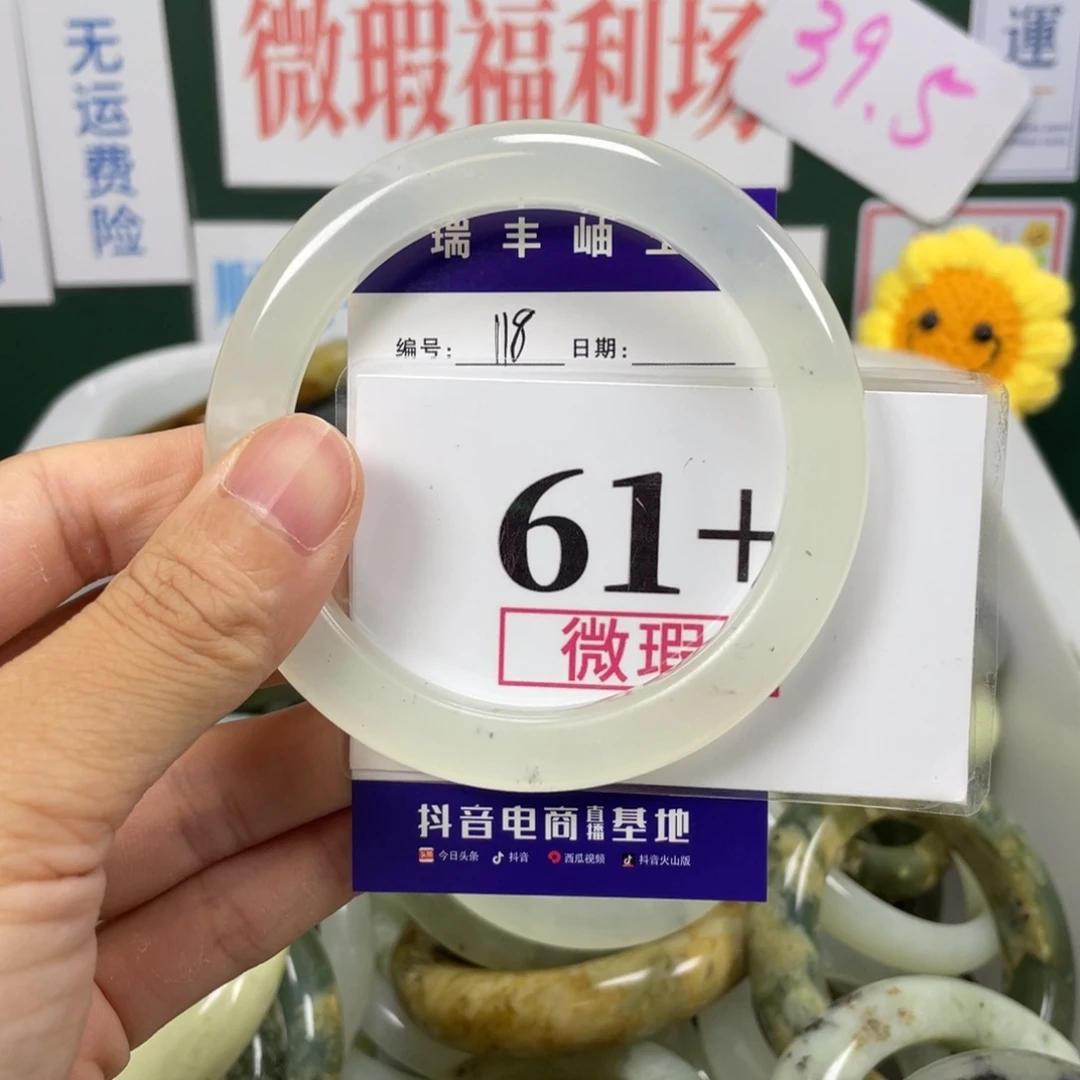 无运费险
微瑕福利场
39.5
運
瑞丰岫
编号: 118 日期:
61+
微瑕
抖音电商直播基地
今日头条 抖音 西瓜视频 抖音火山版